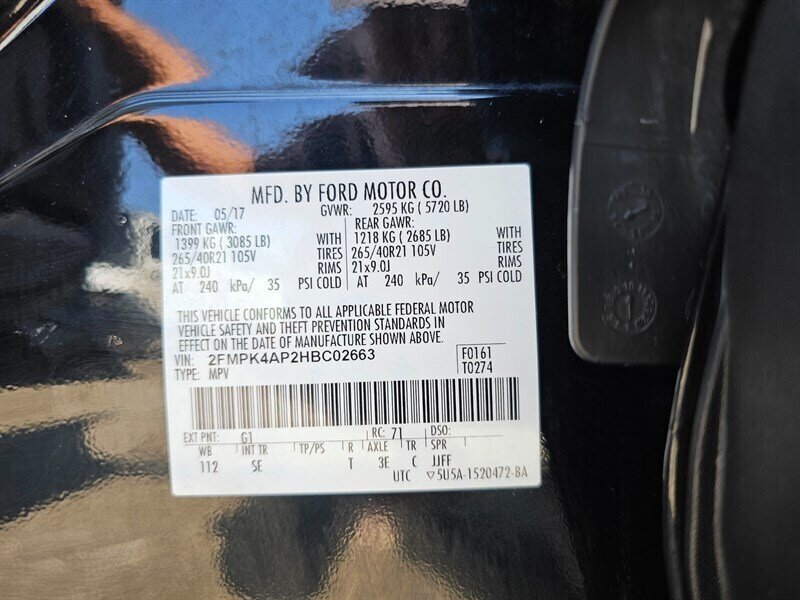 MFD. BY FORD MOTOR CO.
DATE: 05/17 GVWR: 2595 KG ( 5720 LB)
FRONT GAWR: REAR GAWR:
1399 KG ( 3085 LB) WITH 1218 KG ( 2685 LB) WITH
265/40R21 105V TIRES 265/40R21 105V TIRES
21x9.0J RIMS 21x9.0J RIMS
AT 240 kPa/ 35 PSI COLD AT 240 kPa/ 35 PSI COLD
THIS VEHICLE CONFORMS TO ALL APPLICABLE FEDERAL MOTOR
VEHICLE SAFETY AND THEFT PREVENTION STANDARDS IN
EFFECT ON THE DATE OF MANUFACTURE SHOWN ABOVE.
VIN: 2FMPK4AP2HBC02663 F0161
TYPE: MPV T0274
EXT PNT: G1 RC: 71 DSO:
WB INT TR TP/PS R AXLE TR SPR
112 SE T 3E C JJFF
UTC ▽5U5A-1520472-BA